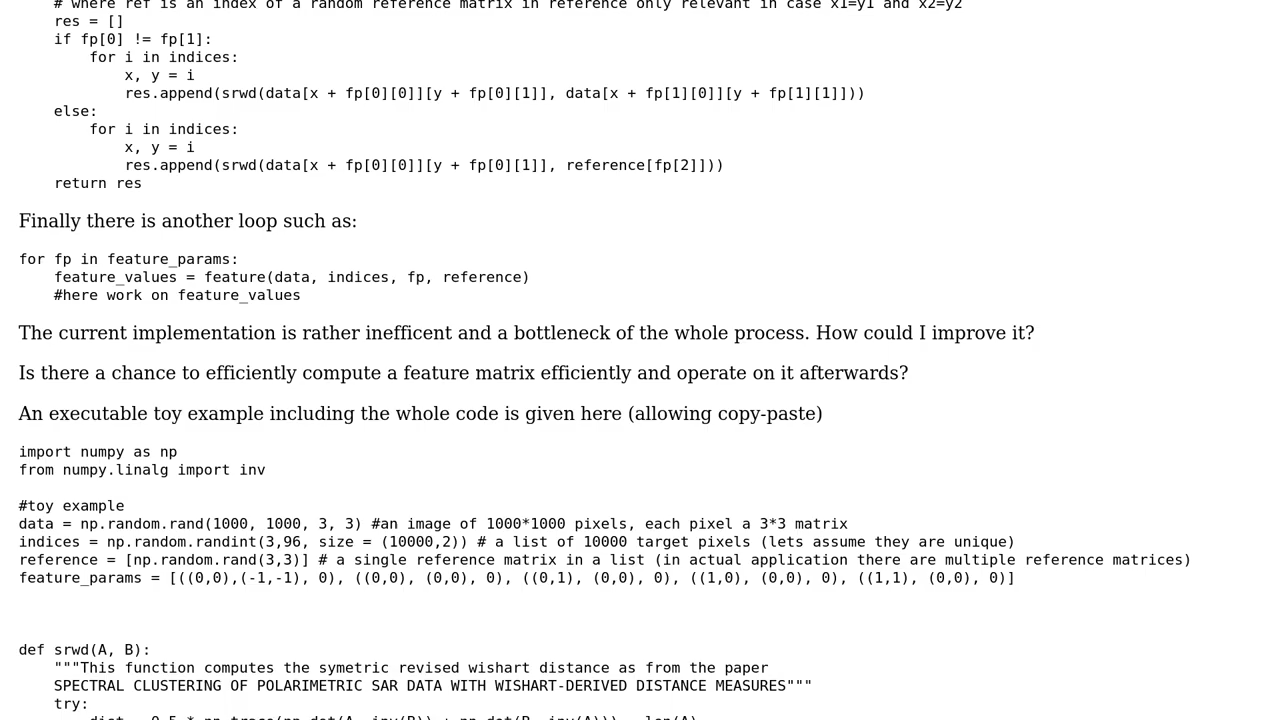 # where ref is an index of a random reference matrix in reference only relevant in case x1=y1 and x2=y2
res = []
if fp[0] != fp[1]:
for i in indices:
x, y = i
res.append(srwd(data[x + fp[0][0]][y + fp[0][1]], data[x + fp[1][0]][y + fp[1][1]]))
else:
for i in indices:
x, y = i
res.append(srwd(data[x + fp[0][0]][y + fp[0][1]], reference[fp[2]]))
return res
Finally there is another loop such as:
for fp in feature_params:
feature_values = feature(data, indices, fp, reference)
#here work on feature_values
The current implementation is rather inefficent and a bottleneck of the whole process. How could I improve it?
Is there a chance to efficiently compute a feature matrix efficiently and operate on it afterwards?
An executable toy example including the whole code is given here (allowing copy-paste)
import numpy as np
from numpy.linalg import inv
#toy example
data = np.random.rand(1000, 1000, 3, 3) #an image of 1000*1000 pixels, each pixel a 3*3 matrix
indices = np.random.randint(3,96, size = (10000,2)) # a list of 10000 target pixels (lets assume they are unique)
reference = [np.random.rand(3,3)] # a single reference matrix in a list (in actual application there are multiple reference matrices)
feature_params = [((0,0),(-1,-1), 0), ((0,0), (0,0), 0), ((0,1), (0,0), 0), ((1,0), (0,0), 0), ((1,1), (0,0), 0)]
def srwd(A, B):
"""This function computes the symetric revised wishart distance as from the paper
SPECTRAL CLUSTERING OF POLARIMETRIC SAR DATA WITH WISHART-DERIVED DISTANCE MEASURES"""
try:
dist = 0.5 * np.trace(np.dot(A, inv(B)) + np.dot(B, inv(A))) - len(A)